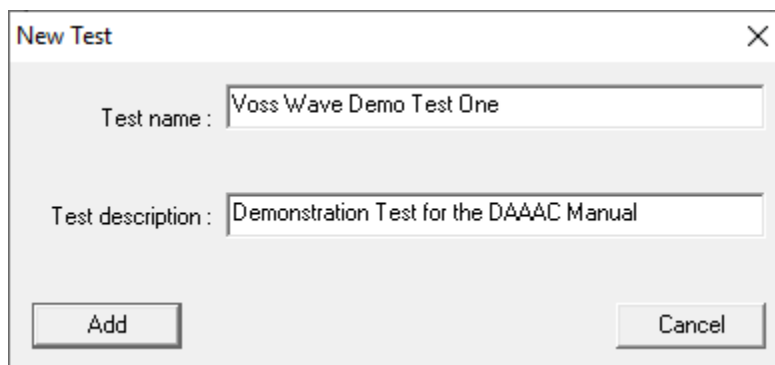 New Test
Test name : Voss Wave Demo Test One
Test description : Demonstration Test for the DAAAC Manual
Add Cancel